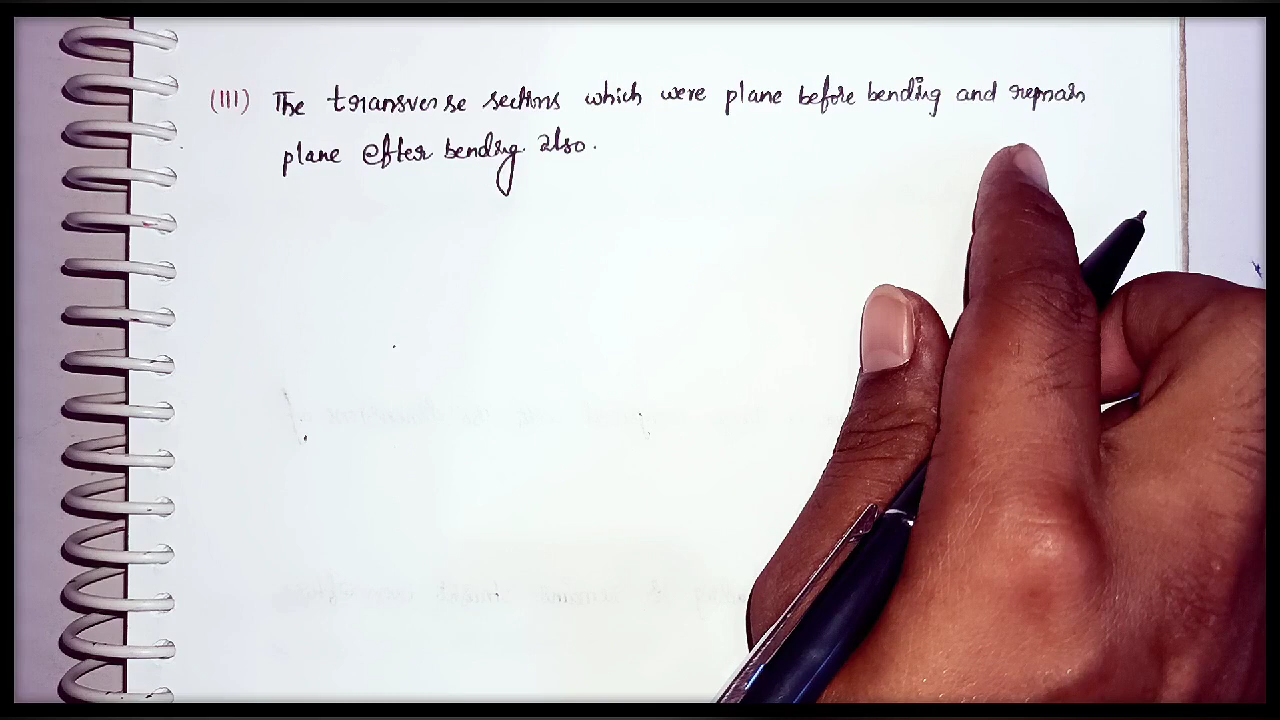 (III) The transverse sections which were plane before bending and remain
plane after bending also.